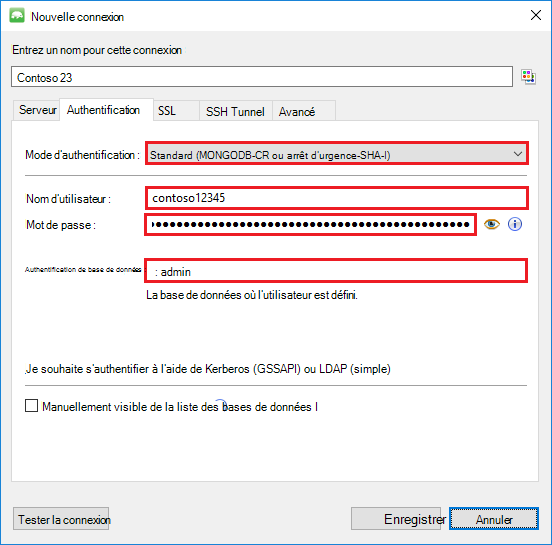 Nouvelle connexion
Entrez un nom pour cette connexion
Contoso 23
Serveur Authentification SSL SSH Tunnel Avancé
Mode d'authentification : Standard (MONGODB-CR ou arrêt d'urgence-SHA-I)
Nom d'utilisateur : contoso12345
Mot de passe :
Authentification de base de données : admin
La base de données où l'utilisateur est défini.
Je souhaite s'authentifier à l'aide de Kerberos (GSSAPI) ou LDAP (simple)
Manuellement visible de la liste des bases de données I
Tester la connexion Enregistrer Annuler